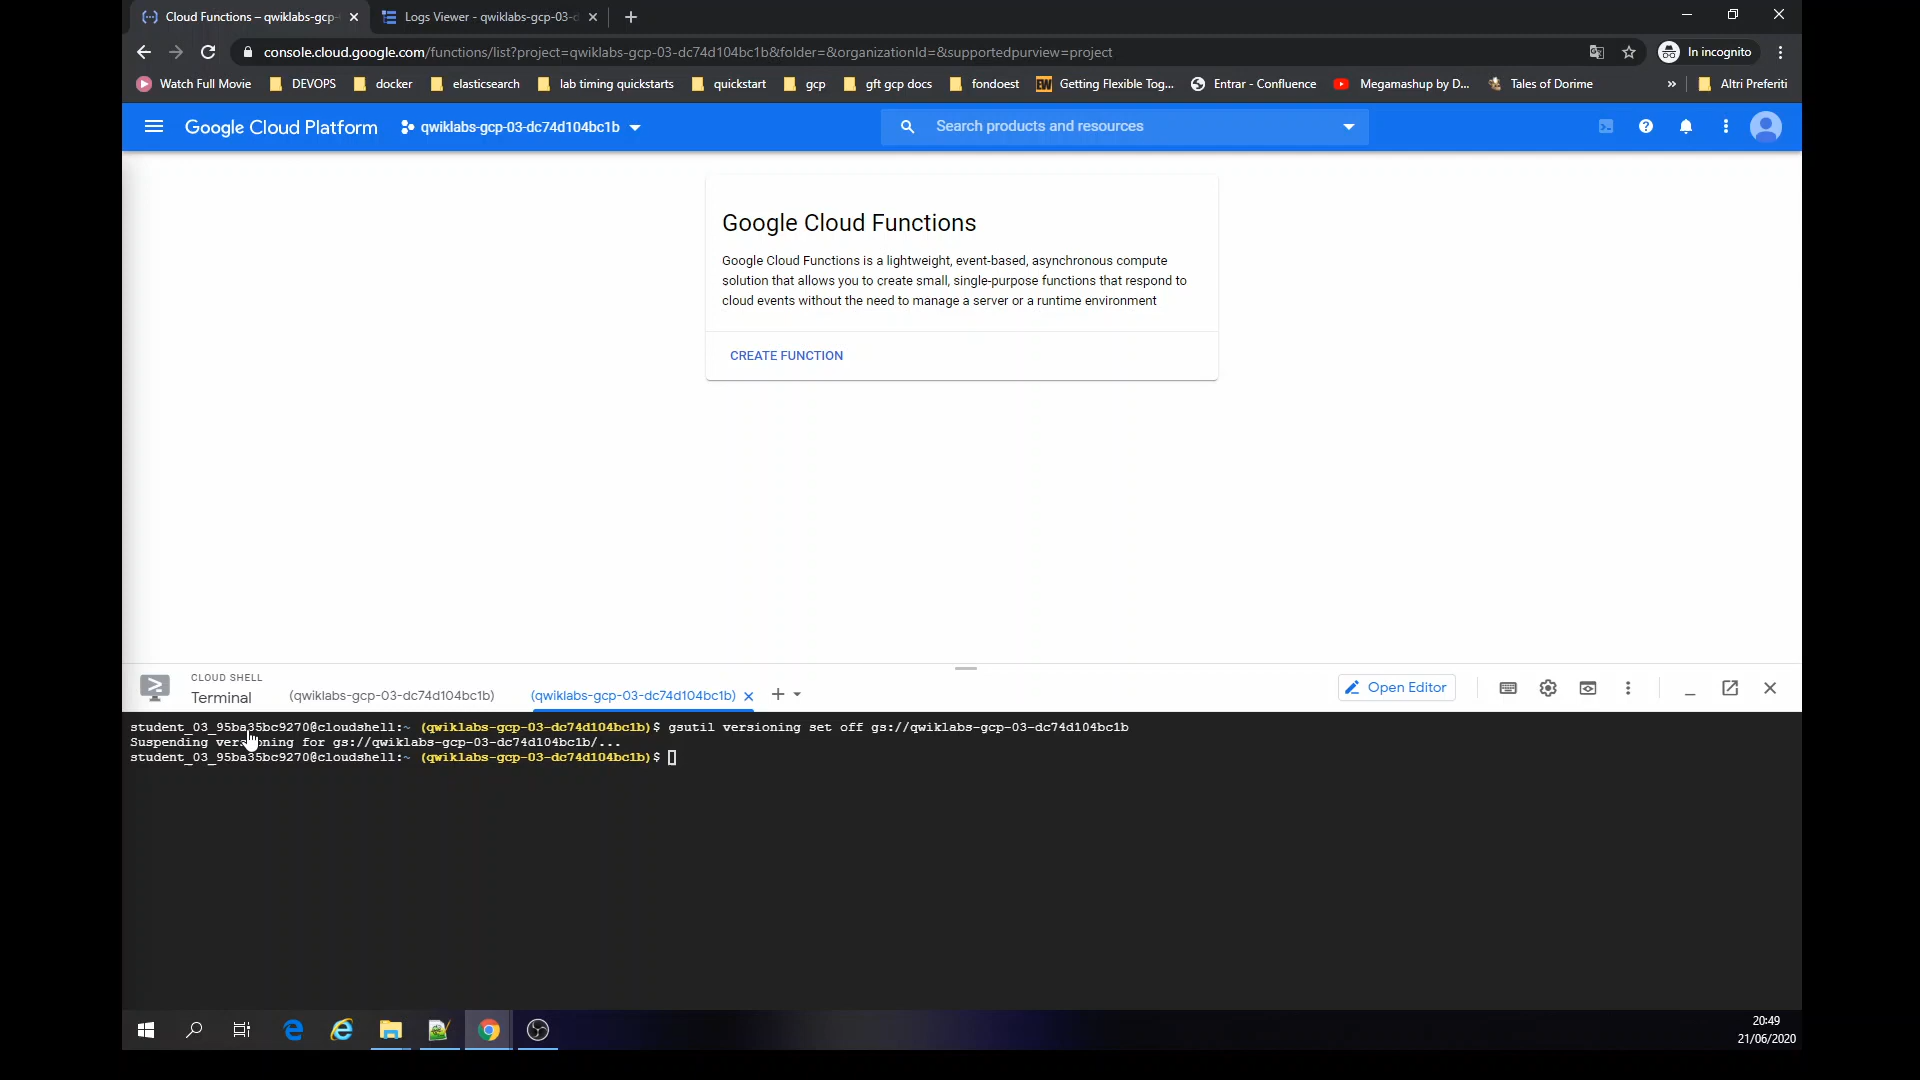 Cloud Functions – qwiklabs-gcp-
Logs Viewer - qwiklabs-gcp-03-d
console.cloud.google.com/functions/list?project=qwiklabs-gcp-03-dc74d104bc1b&folder=&organizationId=&supportedpurview=project
In incognito
Watch Full Movie
DEVOPS
docker
elasticsearch
lab timing quickstarts
quickstart
gcp
gft gcp docs
fondoest
Getting Flexible Tog...
Entrar - Confluence
Megamashup by D...
Tales of Dorime
»
Altri Preferiti
Google Cloud Platform
qwiklabs-gcp-03-dc74d104bc1b
Search products and resources
Google Cloud Functions
Google Cloud Functions is a lightweight, event-based, asynchronous compute
solution that allows you to create small, single-purpose functions that respond to
cloud events without the need to manage a server or a runtime environment
CREATE FUNCTION
CLOUD SHELL
Terminal
(qwiklabs-gcp-03-dc74d104bc1b)
(qwiklabs-gcp-03-dc74d104bc1b)
Open Editor
student_03_95ba35bc9270@cloudshell:~ (qwiklabs-gcp-03-dc74d104bc1b)$ gsutil versioning set off gs://qwiklabs-gcp-03-dc74d104bc1b
Suspending versioning for gs://qwiklabs-gcp-03-dc74d104bc1b/...
student_03_95ba35bc9270@cloudshell:~ (qwiklabs-gcp-03-dc74d104bc1b)$
20:49
21/06/2020